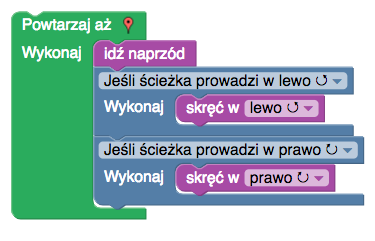 Powtarzaj aż
Wykonaj idź naprzód
Jeśli ścieżka prowadzi w lewo ↺
Wykonaj skręć w lewo ↺
Jeśli ścieżka prowadzi w prawo ↻
Wykonaj skręć w prawo ↻